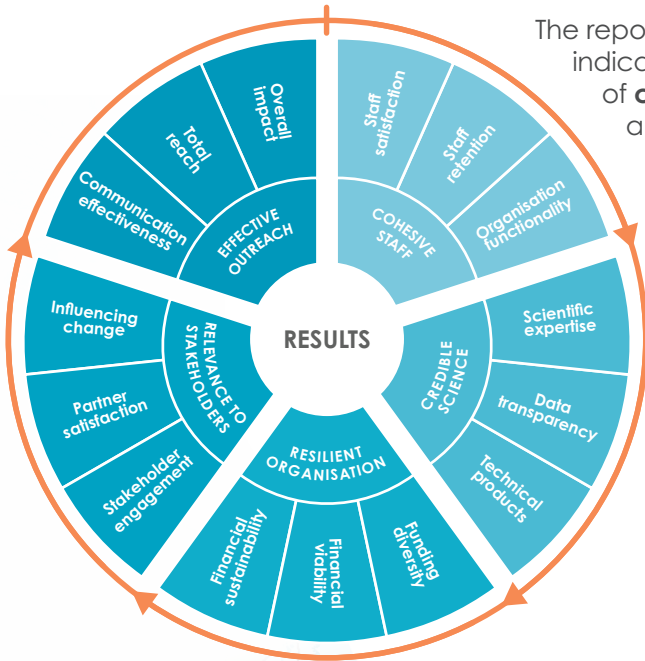 The repo
indica
of
a
Staff
satisfaction
Staff
retention
Organisation
functionality
COHESIVE
STAFF
Scientific
expertise
Data
transparency
Technical
products
CREDIBLE
SCIENCE
Funding
diversity
Financial
viability
Financial
sustainability
RESILIENT
ORGANISATION
Stakeholder
engagement
Partner
satisfaction
Influencing
change
RELEVANCE TO
STAKEHOLDERS
Communication
effectiveness
Total
reach
Overall
impact
EFFECTIVE
OUTREACH
RESULTS